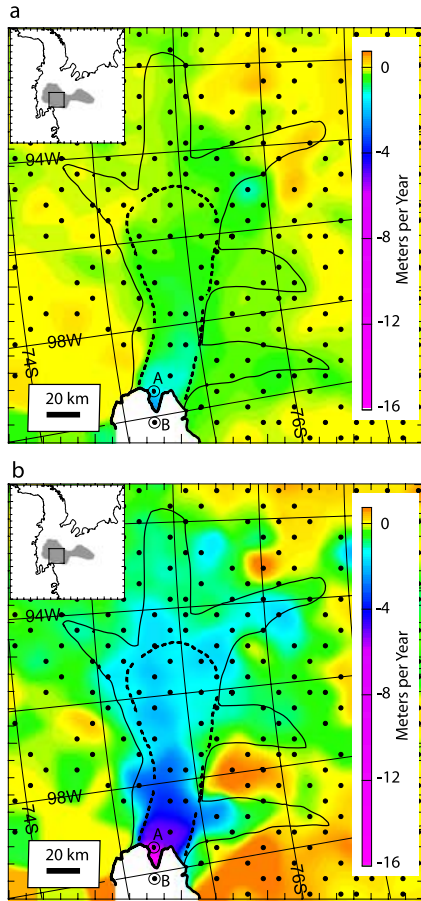 a
94W
98W
74S
76S
A
B
20 km
0
-4
-8
-12
-16
Meters per Year
b
94W
98W
74S
76S
A
B
20 km
0
-4
-8
-12
-16
Meters per Year